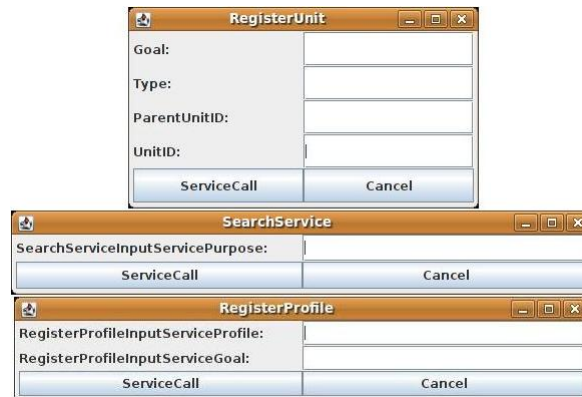 RegisterUnit
Goal:
Type:
ParentUnitID:
UnitID:
ServiceCall Cancel
SearchService
SearchServiceInputServicePurpose:
ServiceCall Cancel
RegisterProfile
RegisterProfileInputServiceProfile:
RegisterProfileInputServiceGoal:
ServiceCall Cancel